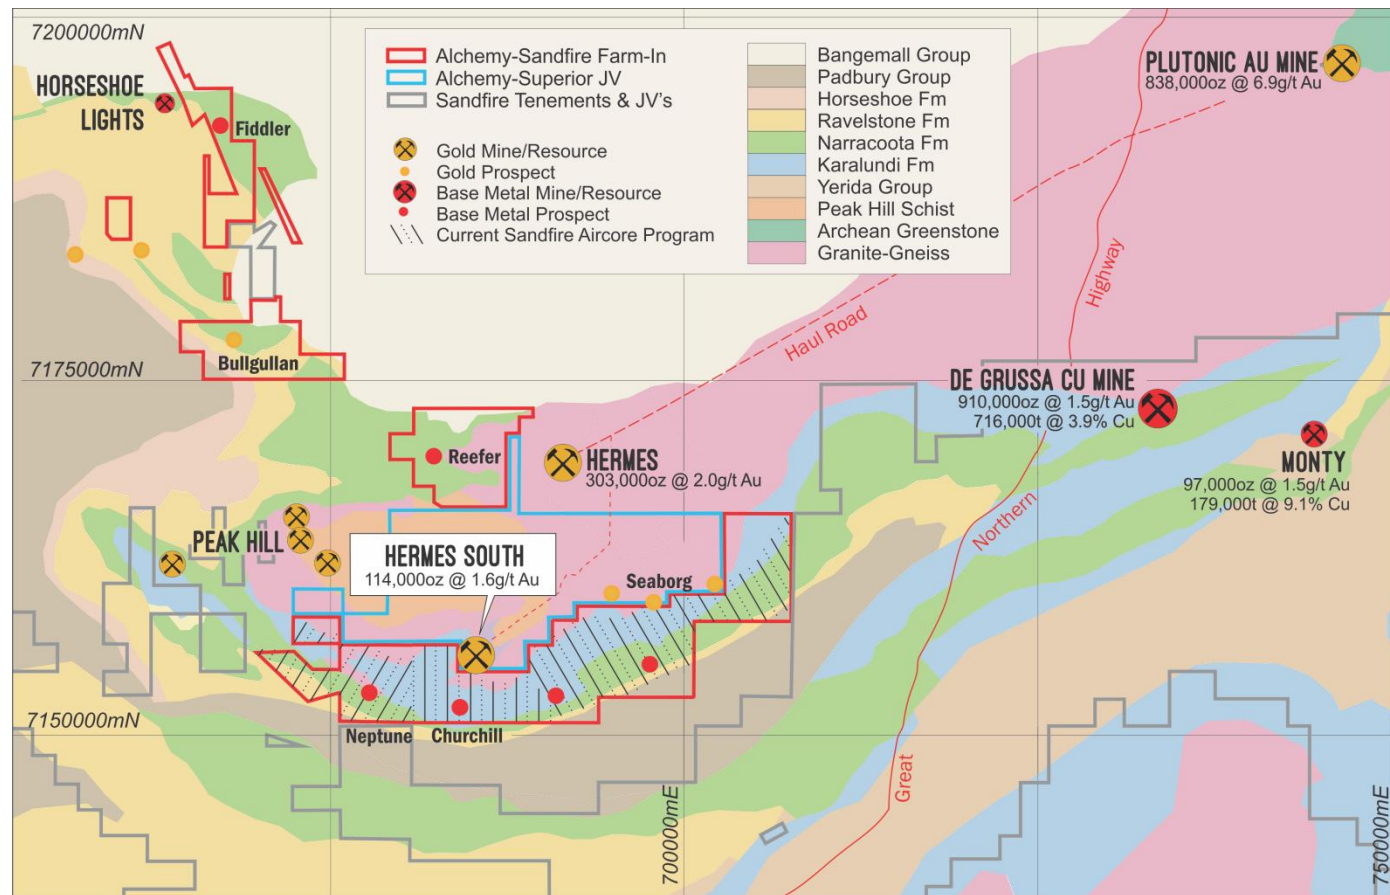 7200000mN
HORSESHOE
LIGHTS
Fiddler
Alchemy-Sandfire Farm-In
Alchemy-Superior JV
Sandfire Tenements & JV's
Gold Mine/Resource
Gold Prospect
Base Metal Mine/Resource
Base Metal Prospect
Current Sandfire Aircore Program
Bangemall Group
Padbury Group
Horseshoe Fm
Ravelstone Fm
Narracoota Fm
Karalundi Fm
Yerida Group
Peak Hill Schist
Archean Greenstone
Granite-Gneiss
PLUTONIC AU MINE
838,000oz @ 6.9g/t Au
Haul Road
Highway
Bullgullan
7175000mN
DE GRUSSA CU MINE
910,000oz @ 1.5g/t Au
716,000t @ 3.9% Cu
Reefer
HERMES
303,000oz @ 2.0g/t Au
MONTY
97,000oz @ 1.5g/t Au
179,000t @ 9.1% Cu
Northern
PEAK HILL
HERMES SOUTH
114,000oz @ 1.6g/t Au
Seaborg
7150000mN
Neptune
Churchill
Great
700000mE
750000mE